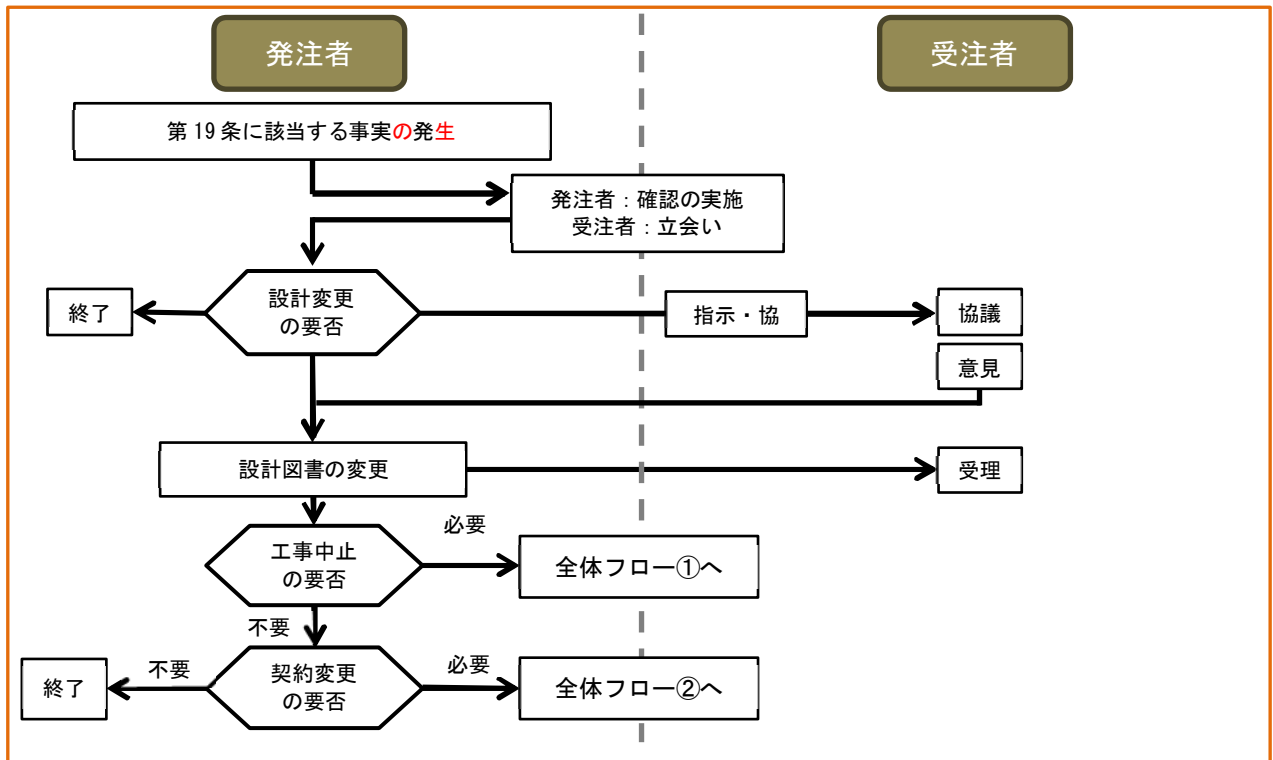 発注者
受注者
第19条に該当する事実の発生
発注者：確認の実施
受注者：立会い
設計変更
の要否
終了
指示・協
協議
意見
設計図書の変更
受理
工事中止
の要否
必要
全体フロー①へ
不要
契約変更
の要否
不要
終了
必要
全体フロー②へ